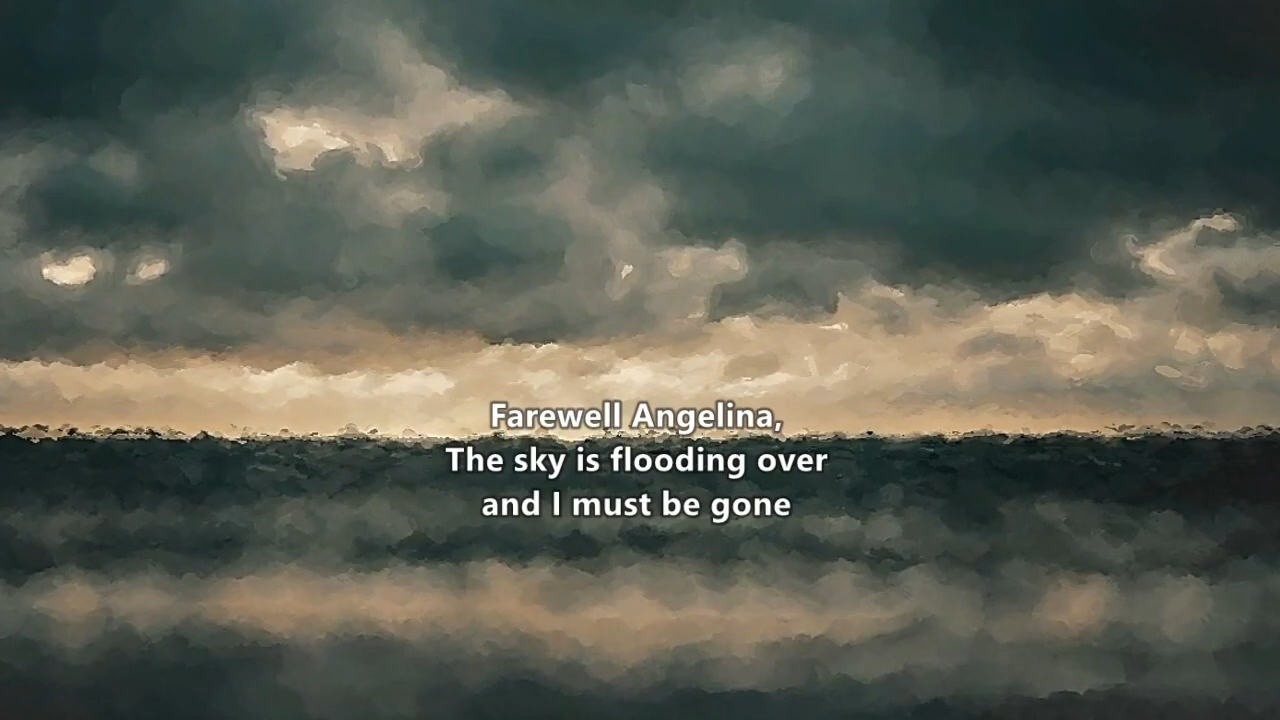 Farewell Angelina,
The sky is flooding over
and I must be gone